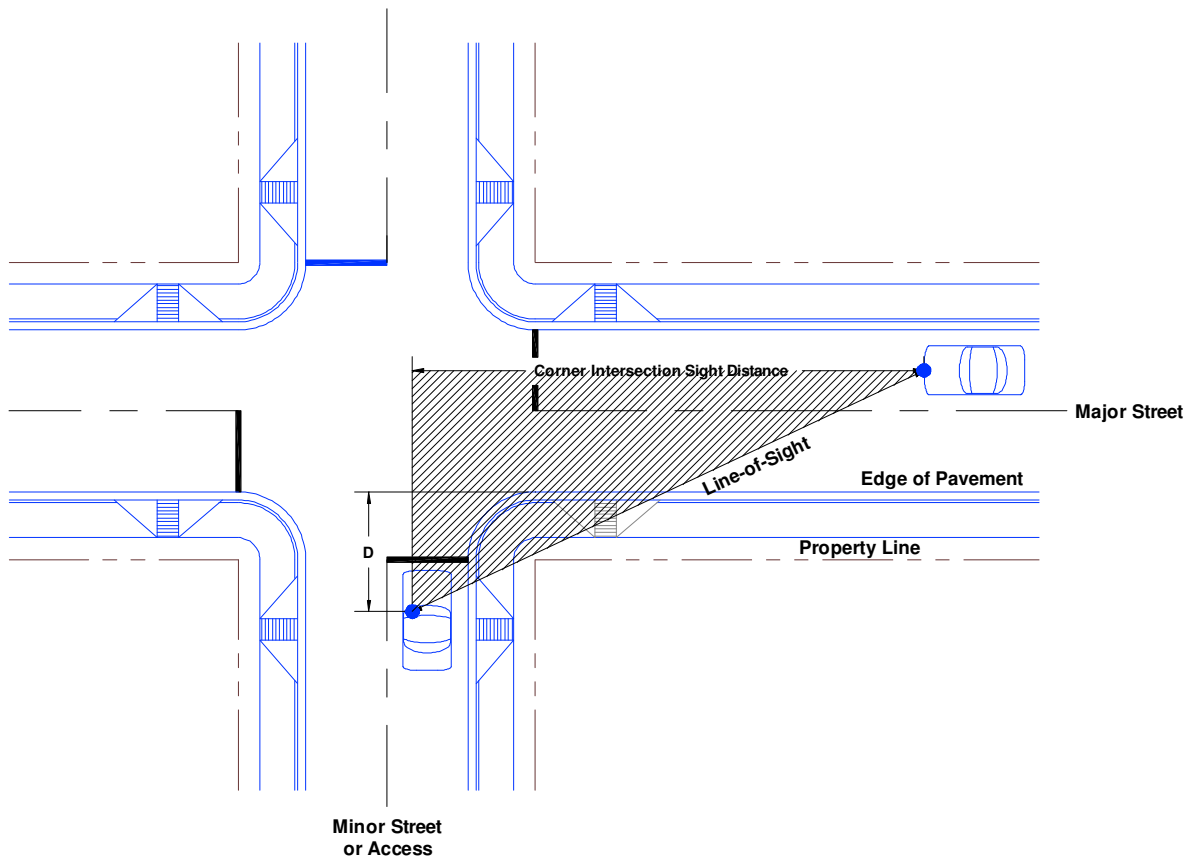 Corner Intersection Sight Distance
Major Street
Line-of-Sight
Edge of Pavement
D
Property Line
Minor Street
or Access